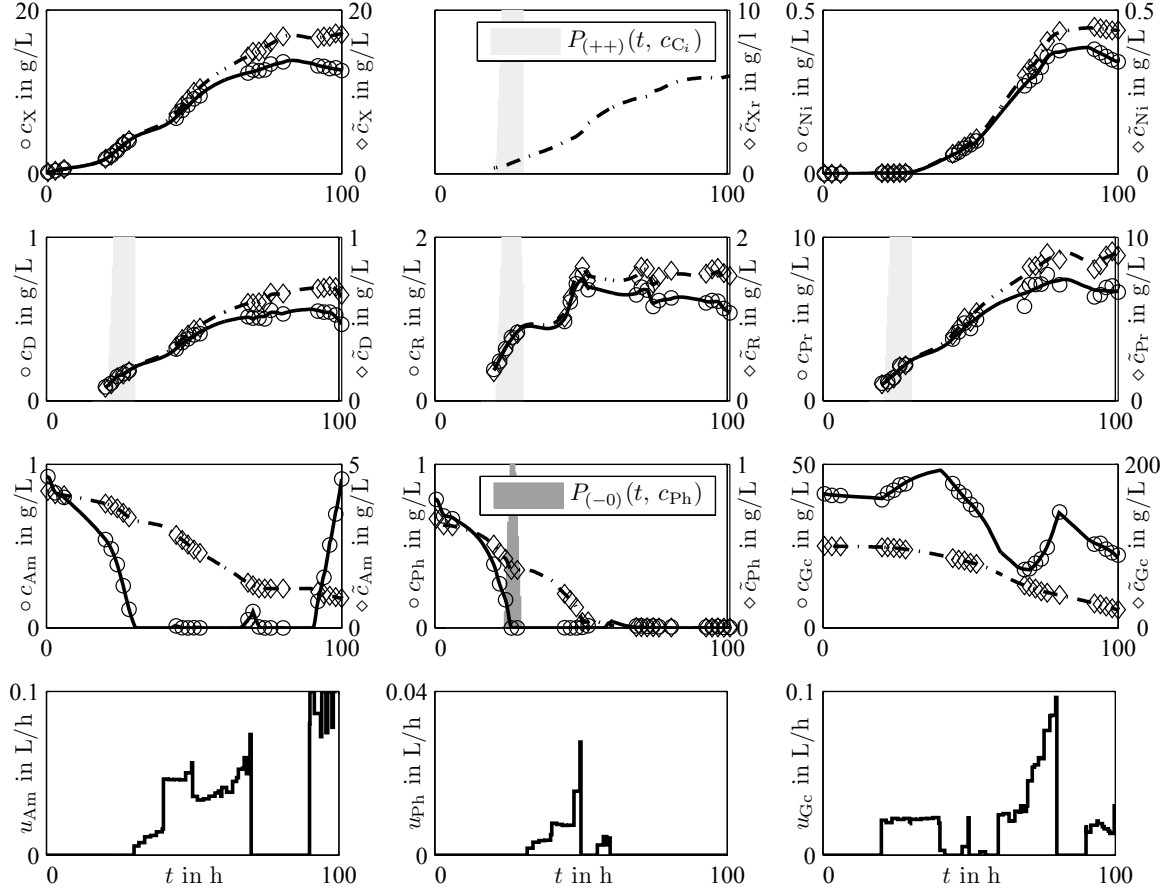 20 20 10 0.5 0.5
○ c_X in g/L
◇ c̃_X in g/L
P_(++)(t, c_C_i)
◇ c̃_Xr in g/l
○ c_Ni in g/L
◇ c̃_Ni in g/L
0 0 0 0 0
0 100 0 100 0 100
1 1 2 2 10 10
○ c_D in g/L
◇ c̃_D in g/L
○ c_R in g/L
◇ c̃_R in g/L
○ c_Pr in g/L
◇ c̃_Pr in g/L
0 0 0 0 0 0
0 100 0 100 0 100
1 5 1 1 50 200
○ c_Am in g/L
◇ c̃_Am in g/L
○ c_Ph in g/L
P_(−0)(t, c_Ph)
◇ c̃_Ph in g/L
○ c_Gc in g/L
◇ c̃_Gc in g/L
0 0 0 0 0 0
0 100 0 100 0 100
0.1 0.04 0.1
u_Am in L/h
u_Ph in L/h
u_Gc in L/h
0 0 0
0 t in h 100 0 t in h 100 0 t in h 100